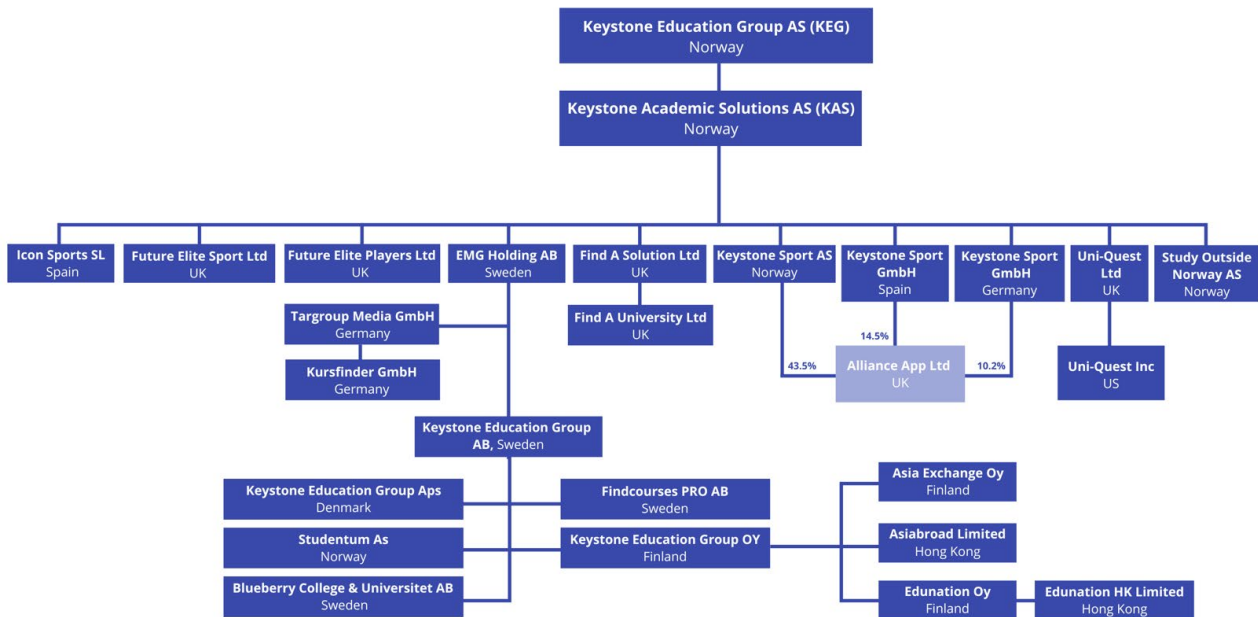 Keystone Education Group AS (KEG)
Norway
Keystone Academic Solutions AS (KAS)
Norway
Icon Sports SL
Spain
Future Elite Sport Ltd
UK
Future Elite Players Ltd
UK
EMG Holding AB
Sweden
Find A Solution Ltd
UK
Keystone Sport AS
Norway
Keystone Sport
GmbH
Spain
Keystone Sport
GmbH
Germany
Uni-Quest
Ltd
UK
Study Outside
Norway AS
Norway
Targroup Media GmbH
Germany
Find A University Ltd
UK
Kursfinder GmbH
Germany
43.5%
14.5%
10.2%
Alliance App Ltd
UK
Uni-Quest Inc
US
Keystone Education Group
AB, Sweden
Keystone Education Group Aps
Denmark
Findcourses PRO AB
Sweden
Studentum As
Norway
Keystone Education Group OY
Finland
Blueberry College & Universitet AB
Sweden
Asia Exchange Oy
Finland
Asiabroad Limited
Hong Kong
Edunation Oy
Finland
Edunation HK Limited
Hong Kong